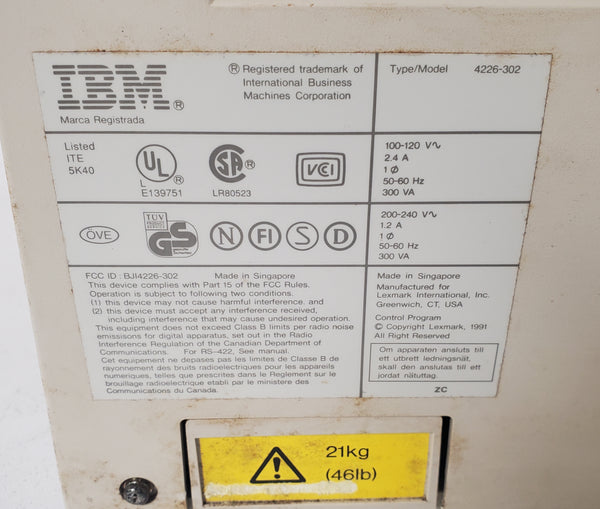 IBM®
Marca Registrada
® Registered trademark of
International Business
Machines Corporation
Type/Model 4226-302
Listed
ITE
5K40
UL®
L
E139751
SA®
LR80523
VCI
100-120 V∿
2.4 A
1 Ø
50-60 Hz
300 VA
ÖVE
TÜV
GS
N
FI
S
D
200-240 V∿
1.2 A
1 Ø
50-60 Hz
300 VA
FCC ID : BJI4226-302 Made in Singapore
This device complies with Part 15 of the FCC Rules.
Operation is subject to following two conditions.
(1) this device may not cause harmful interference. and
(2) this device must accept any interference received,
including interference that may cause undesired operation.
This equipment does not exceed Class B limits per radio noise
emissons for digital apparatus, set out in the Radio
Interference Regulation of the Canadian Department of
Communications. For RS-422, See manual.
Cet equipement ne depasse pas les limites de Classe B de
rayonnement des bruits radioelectriques pour les appareils
numeriques, telles que prescrites dans le Reglement sur le
brouillage radioelectrique etabli par le ministere des
Communications du Canada.
Made in Singapore
Manufactured for
Lexmark International, Inc.
Greenwich, CT, USA
Control Program
© Copyright Lexmark, 1991
All Right Reserved
Om apparaten ansluts till
ett utbrett ledningsnät,
skall den anslutas till ett
jordat nätuttag.
ZC
21kg
(46lb)